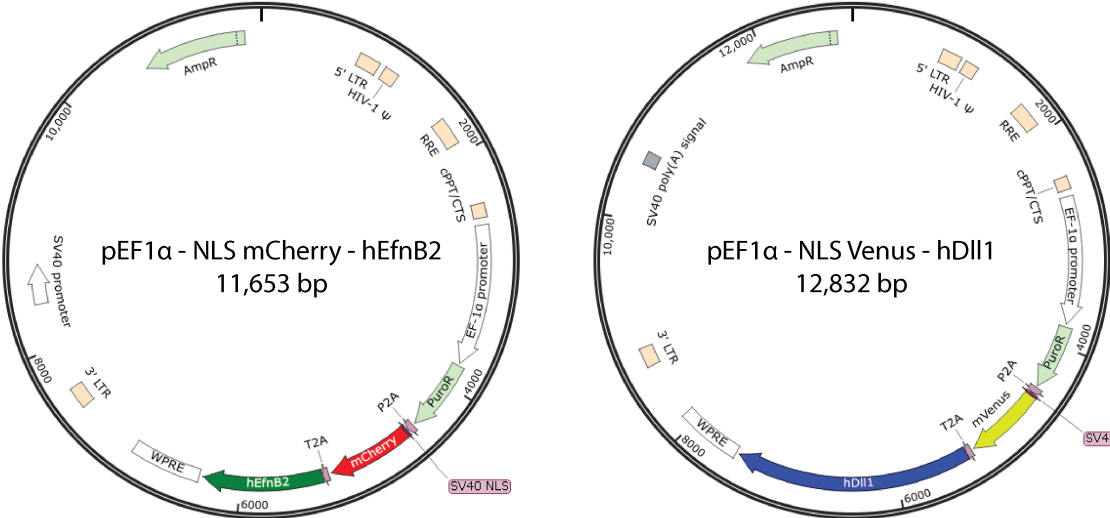 AmpR
5' LTR
HIV-1 Ψ
2000
RRE
cPPT/CTS
10,000
pEF1α - NLS mCherry - hEfnB2
11,653 bp
SV40 promoter
EF-1α promoter
8000
3' LTR
PuroR
4000
P2A
mCherry
T2A
SV40 NLS
hEfnB2
WPRE
6000
12,000
AmpR
5' LTR
HIV-1 Ψ
2000
RRE
SV40 poly(A) signal
cPPT/CTS
10,000
pEF1α - NLS Venus - hDll1
12,832 bp
EF-1α promoter
3' LTR
PuroR
4000
P2A
mVenus
T2A
SV4
WPRE
8000
hDll1
6000